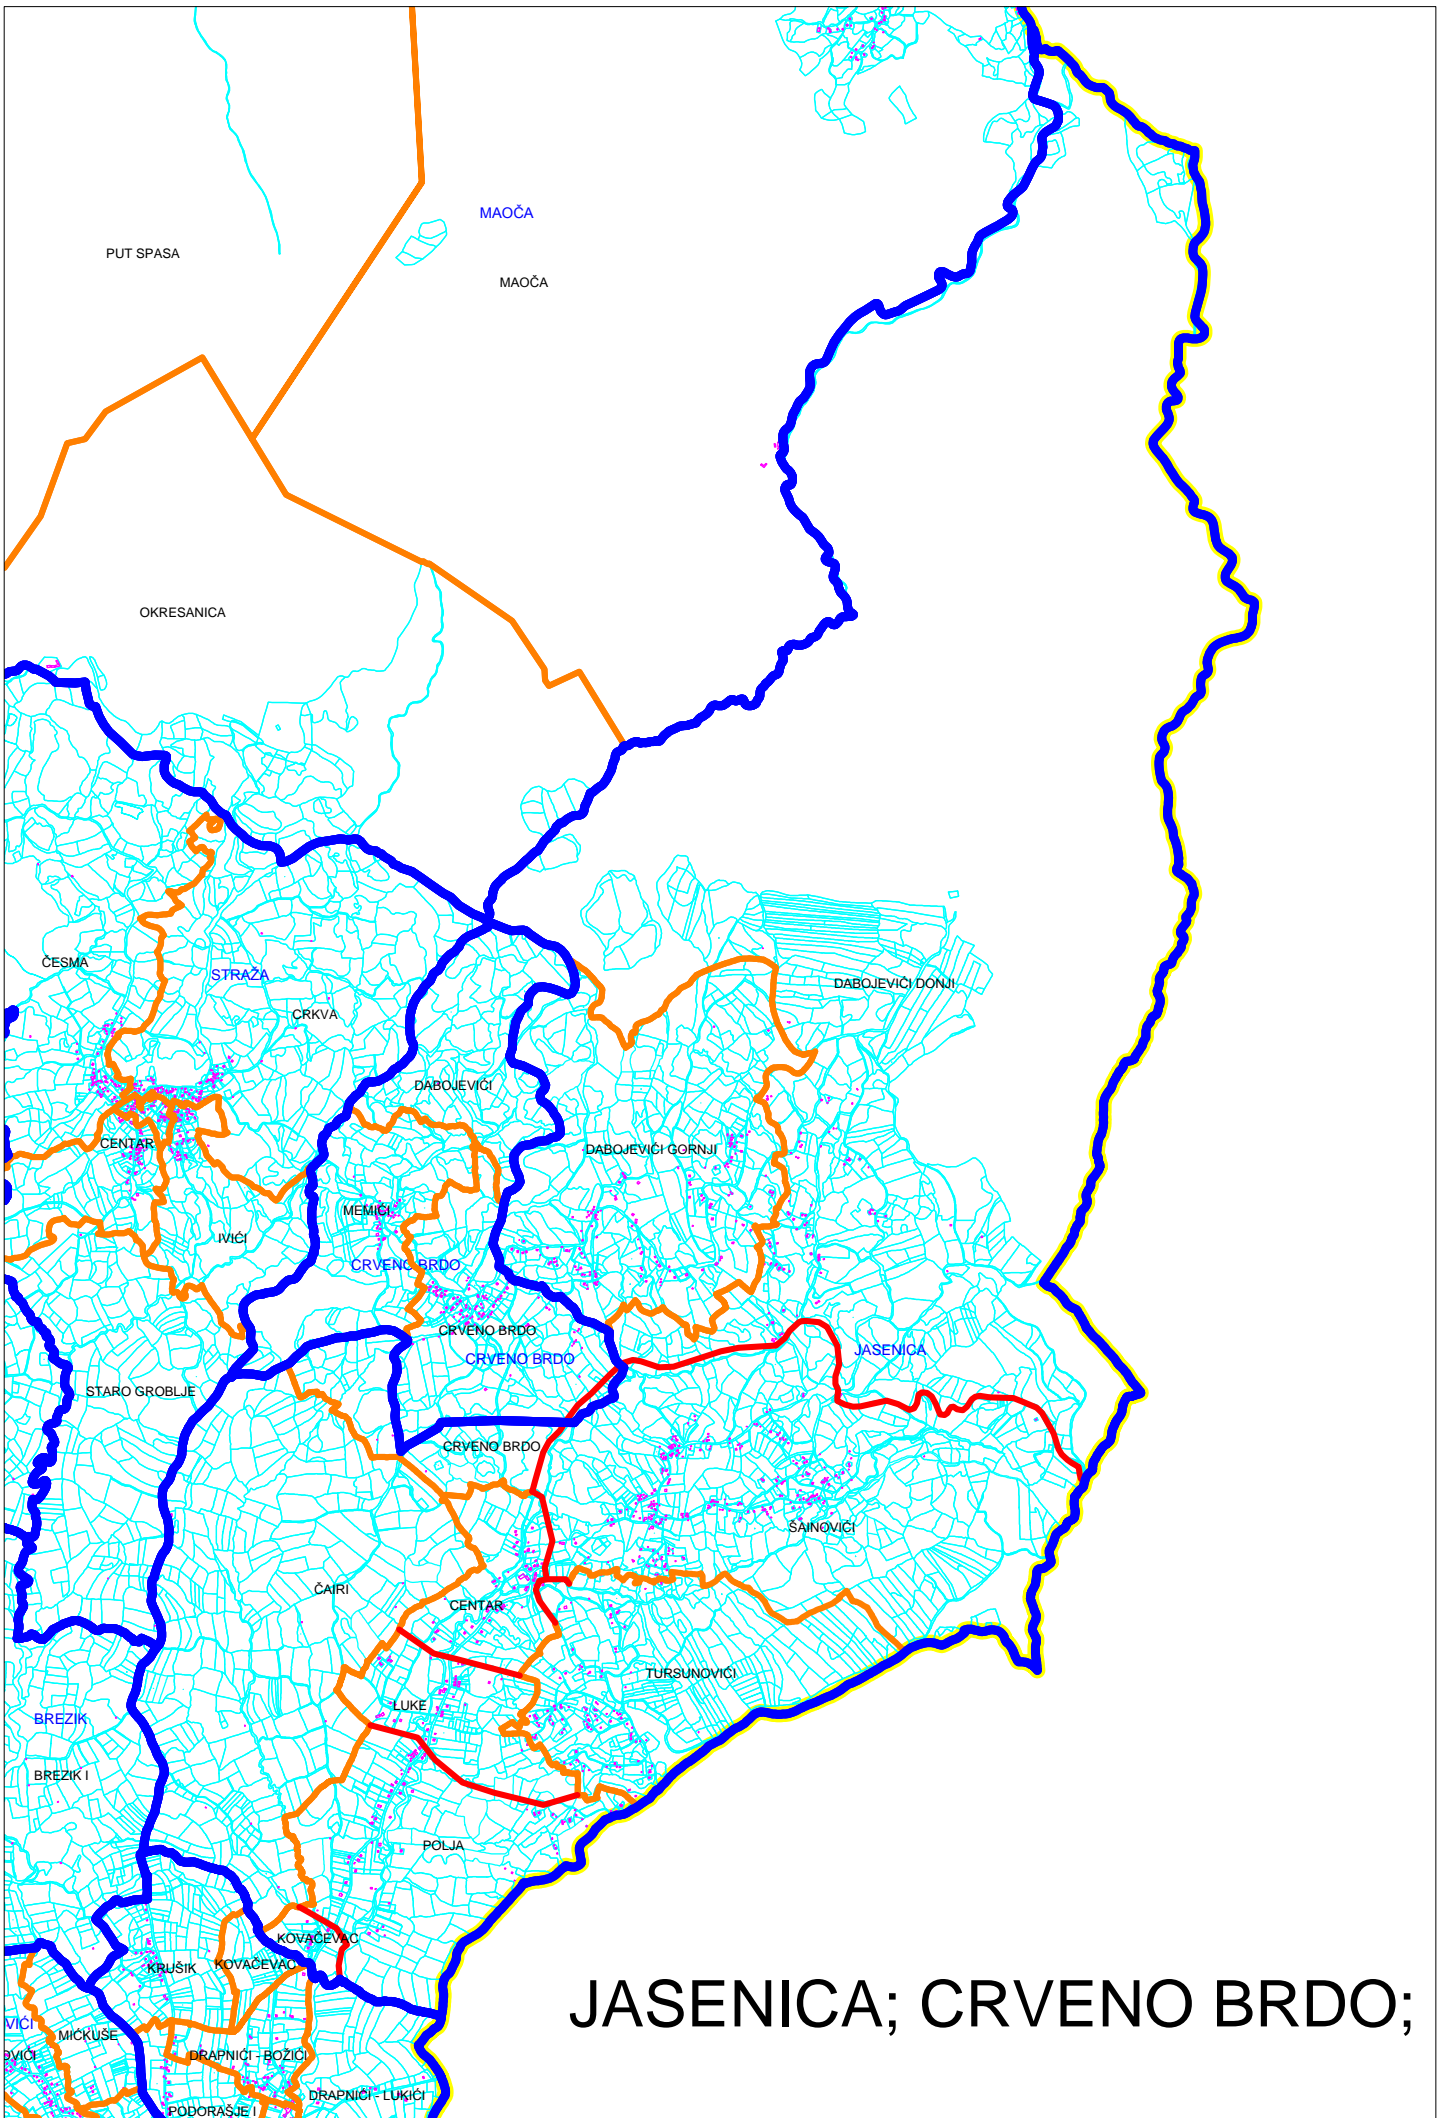 MAOČA
PUT SPASA
MAOČA
OKRESANICA
ČESMA
STRAŽA
DABOJEVIĆI DONJI
CRKVA
DABOJEVIĆI
CENTAR
DABOJEVIĆI GORNJI
MEMIĆI
IVIĆI
CRVENO BRDO
CRVENO BRDO
CRVENO BRDO
JASENICA
STARO GROBLJE
CRVENO BRDO
ŠAINOVIĆI
ČAIRI
CENTAR
TURSUNOVIĆI
LUKE
BREZIK
BREZIK I
POLJA
KOVAČEVAC
KOVAČEVAC
KRUŠIK
JASENICA; CRVENO BRDO;
VIĆI
MIĆKUŠE
OVIĆI
DRAPNIĆI - BOŽIĆI
DRAPNIĆI - LUKIĆI
PODORAŠJE I